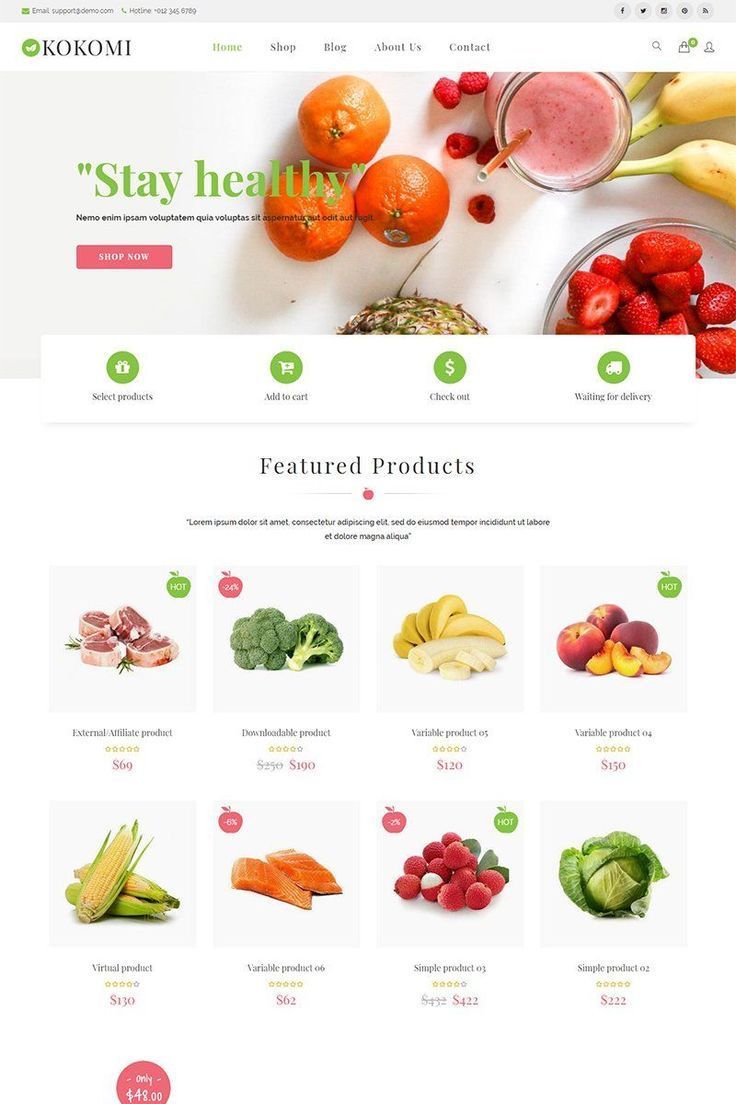 Email: support@demo.com Hotline: +012 345 6789
KOKOMI
Home Shop Blog About Us Contact
0
"Stay healthy"
Nemo enim ipsam voluptatem quia voluptas sit aspernatur aut odit aut fugit.
SHOP NOW
Select products Add to cart Check out Waiting for delivery
Featured Products
"Lorem ipsum dolor sit amet, consectetur adipiscing elit, sed do eiusmod tempor incididunt ut labore
et dolore magna aliqua"
HOT -24% HOT
External/Affiliate product Downloadable product Variable product 05 Variable product 04
$69 $250 $190 $120 $150
-6% -2% HOT
Virtual product Variable product 06 Simple product 03 Simple product 02
$130 $62 $432 $422 $222
- only -
$48.00